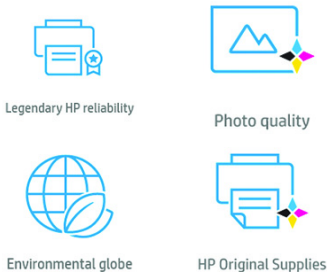 Legendary HP reliability
Photo quality
Environmental globe
HP Original Supplies